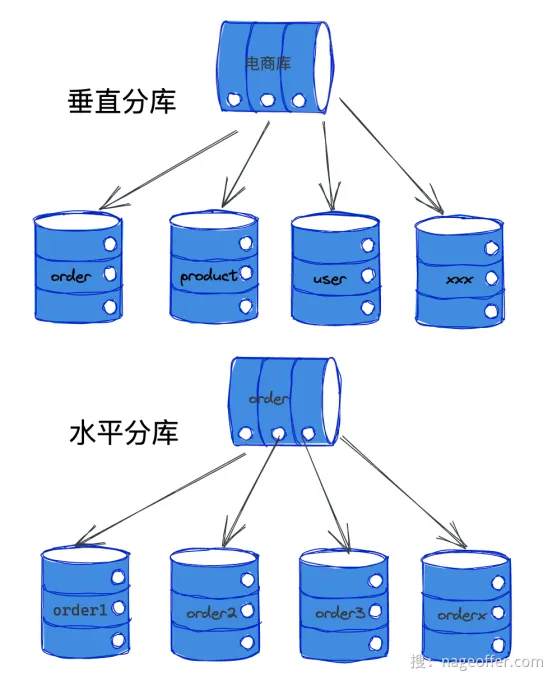 电商库
垂直分库
order
product
user
xxx
order
水平分库
order1
order2
order3
orderx
搜：nageoffer.com